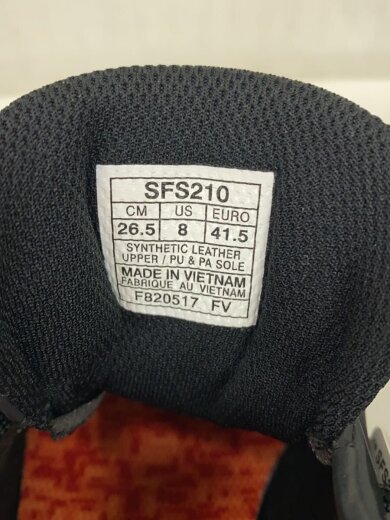 SFS210
CM US EURO
26.5 8 41.5
SYNTHETIC LEATHER
UPPER / PU & PA SOLE
MADE IN VIETNAM
FABRIQUE AU VIETNAM
F820517 FV